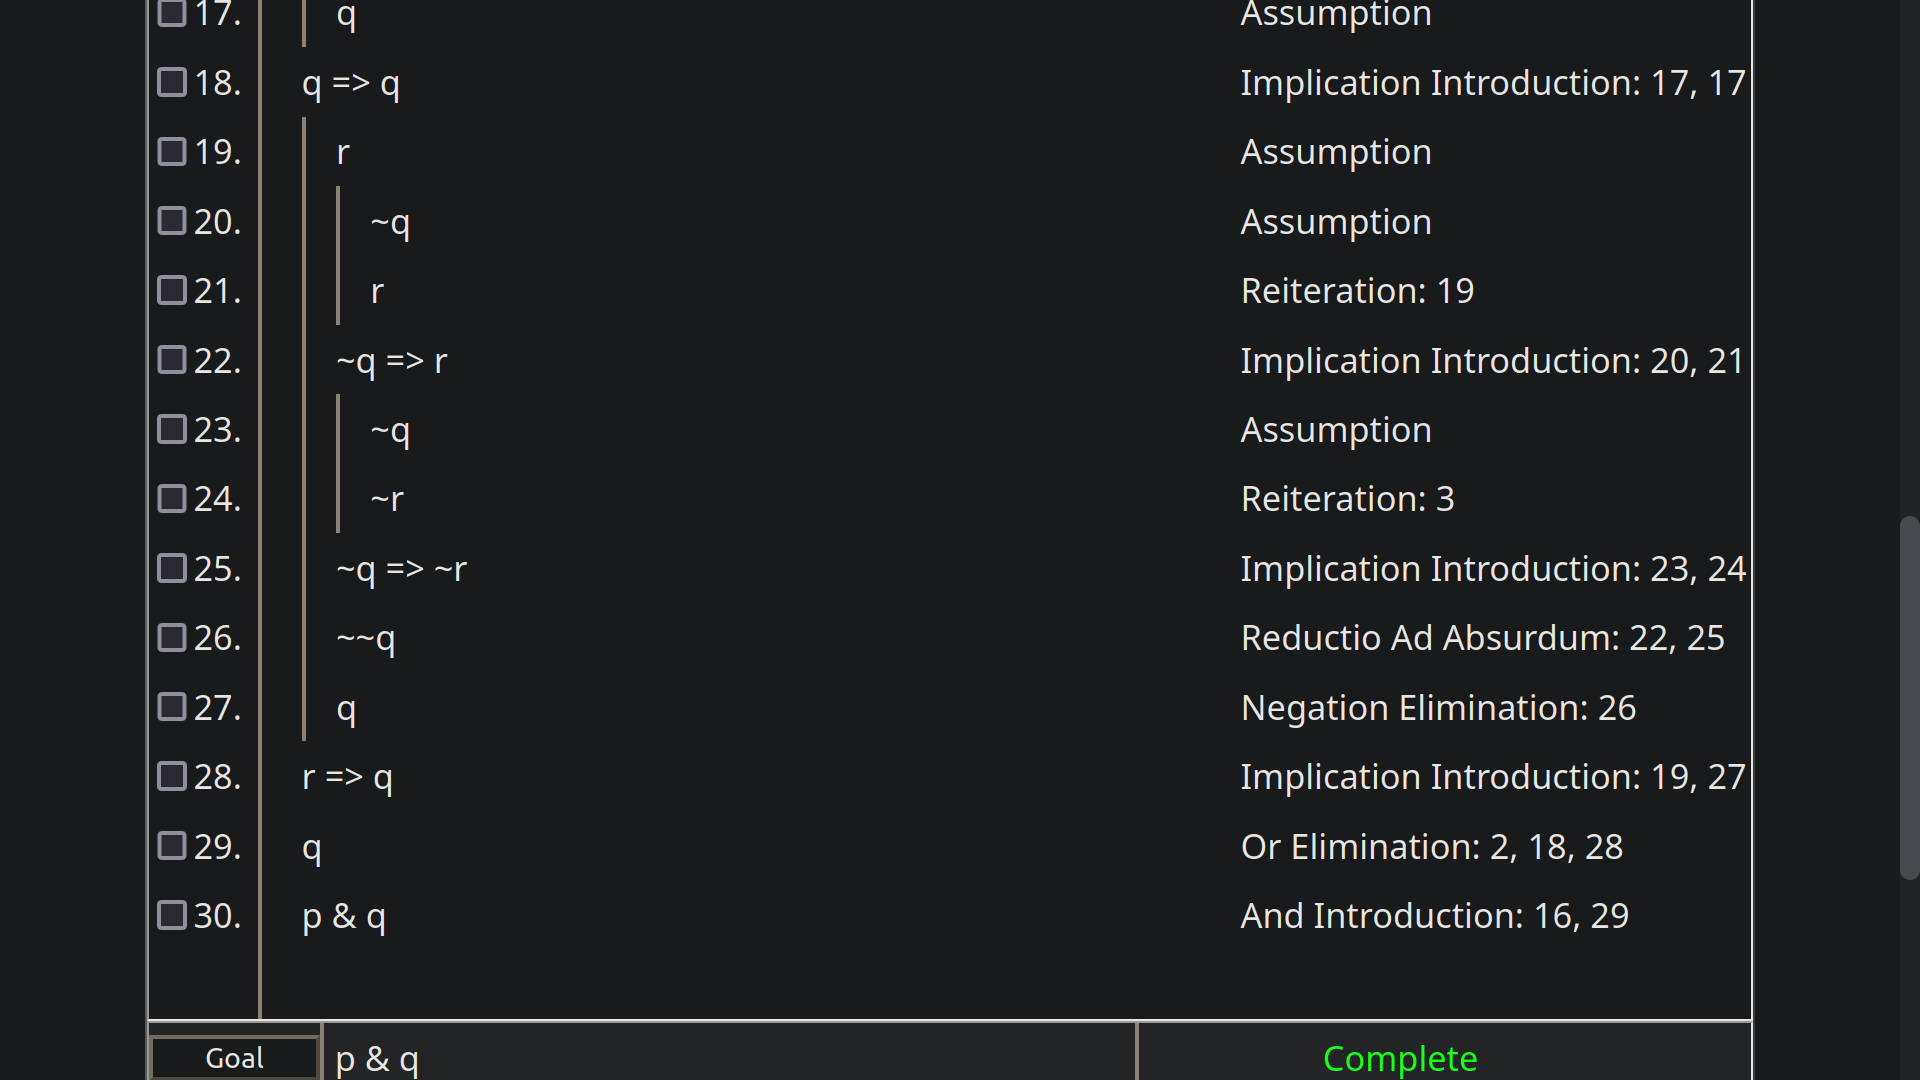 17. q Assumption
18. q => q Implication Introduction: 17, 17
19. r Assumption
20. ~q Assumption
21. r Reiteration: 19
22. ~q => r Implication Introduction: 20, 21
23. ~q Assumption
24. ~r Reiteration: 3
25. ~q => ~r Implication Introduction: 23, 24
26. ~~q Reductio Ad Absurdum: 22, 25
27. q Negation Elimination: 26
28. r => q Implication Introduction: 19, 27
29. q Or Elimination: 2, 18, 28
30. p & q And Introduction: 16, 29
Goal p & q Complete